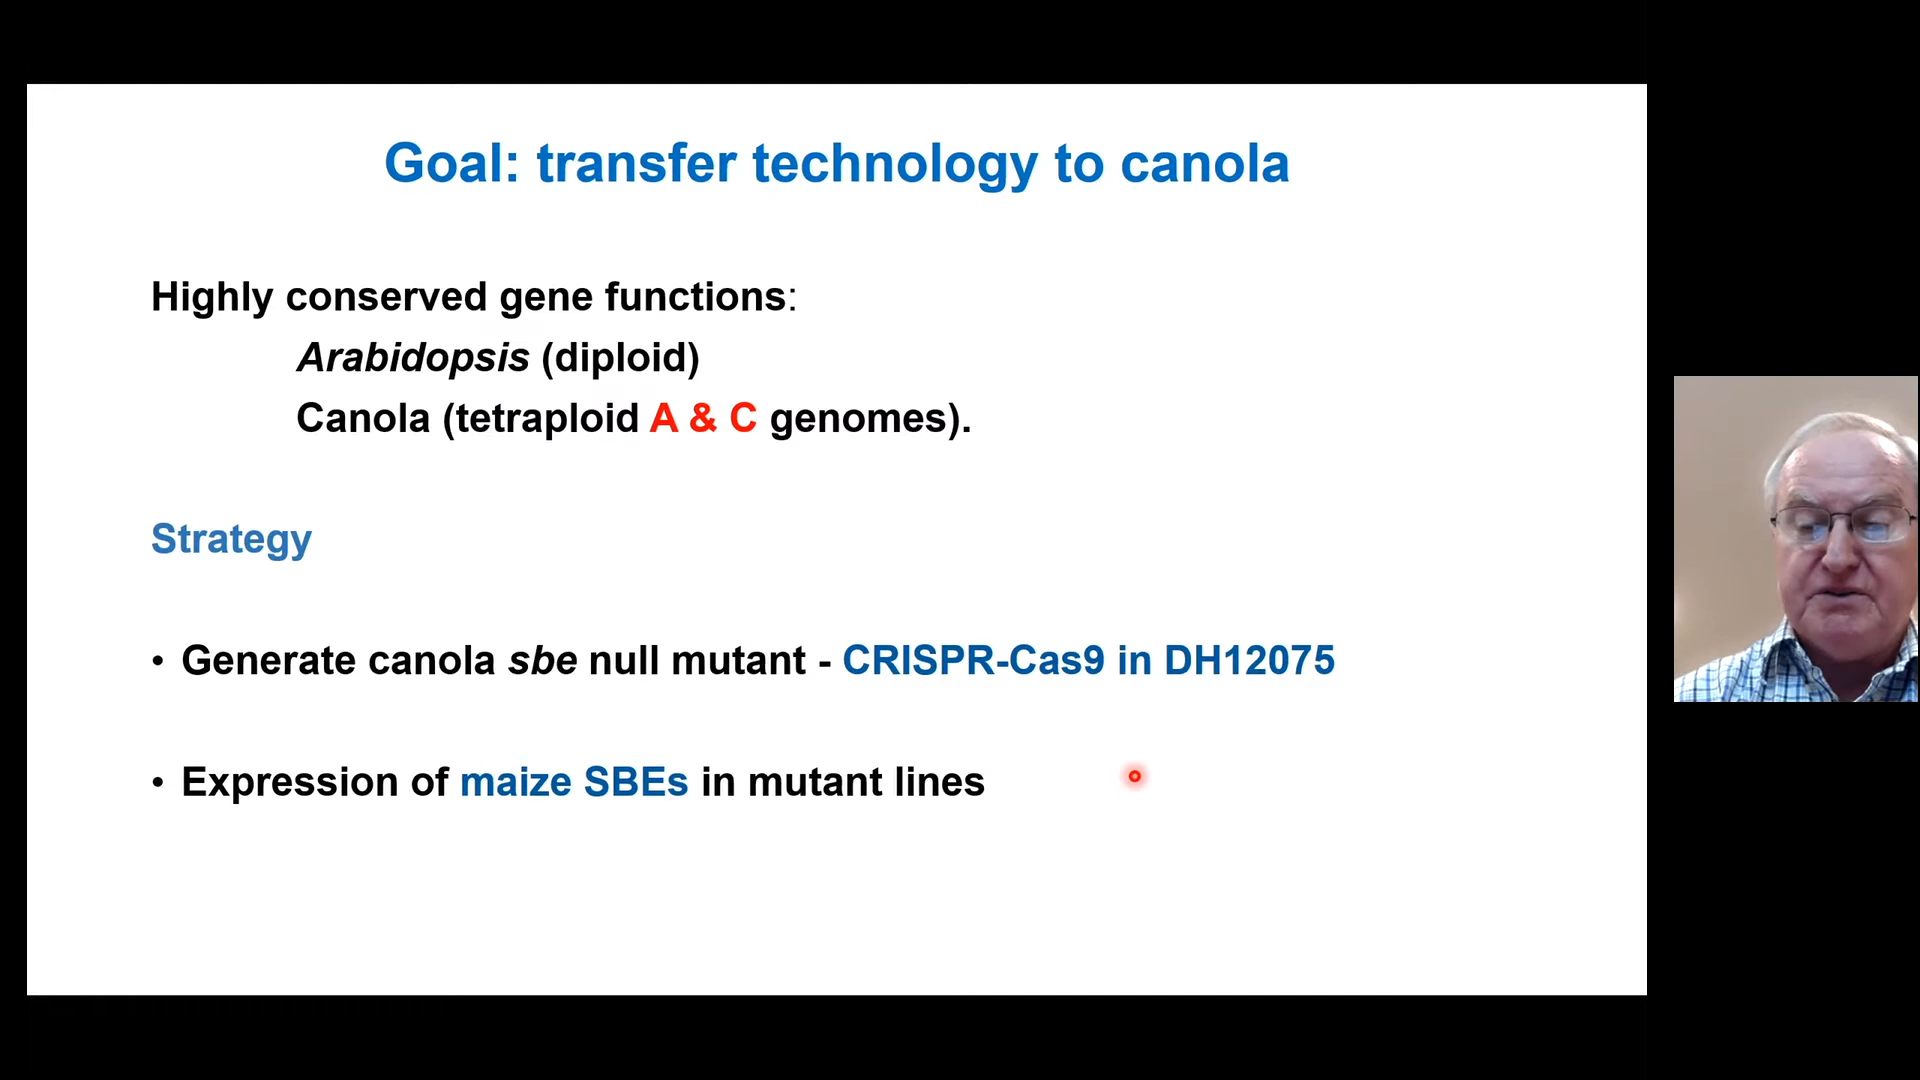 Goal: transfer technology to canola
Highly conserved gene functions:
Arabidopsis (diploid)
Canola (tetraploid A & C genomes).
Strategy
• Generate canola sbe null mutant - CRISPR-Cas9 in DH12075
• Expression of maize SBEs in mutant lines